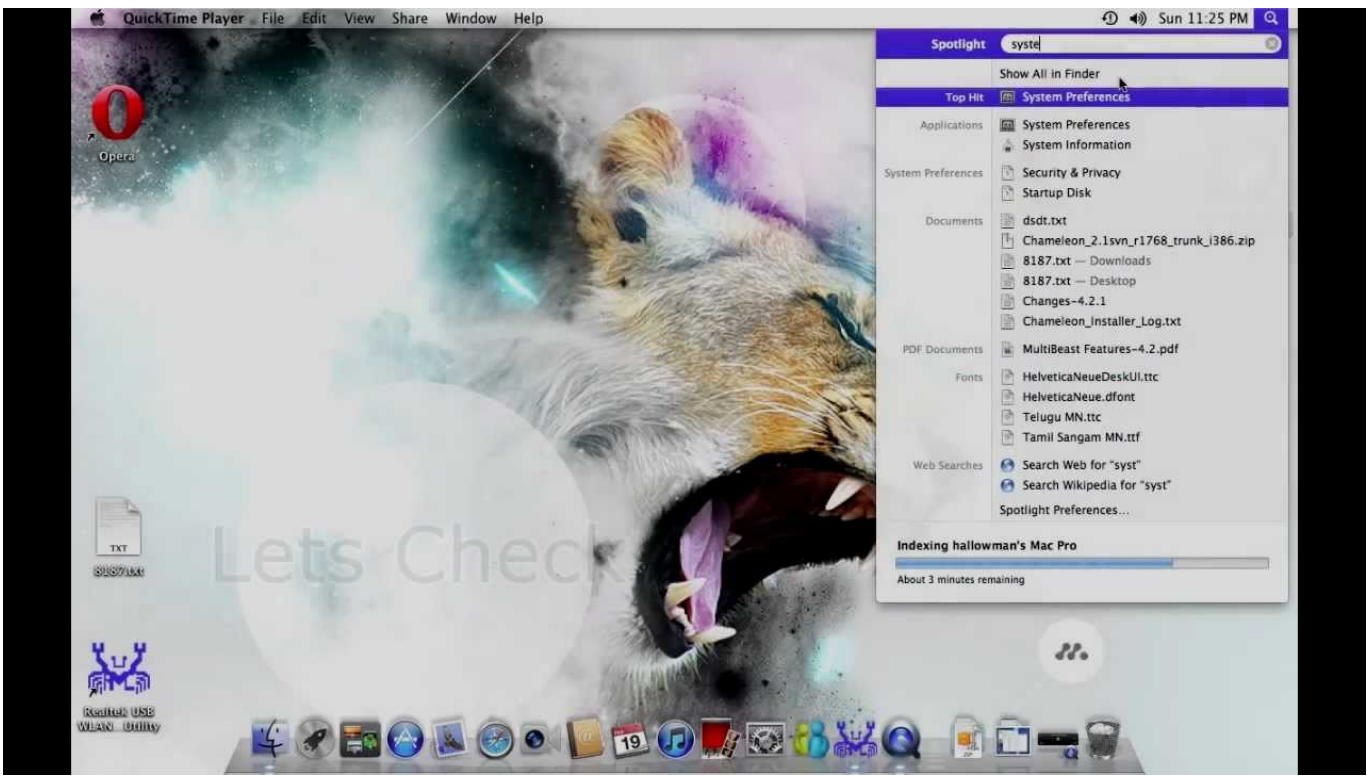 QuickTime Player File Edit View Share Window Help Sun 11:25 PM
Spotlight syste
Show All in Finder
Top Hit System Preferences
Applications System Preferences
System Information
System Preferences Security & Privacy
Startup Disk
Documents dsdt.txt
Chameleon_2.1svn_r1768_trunk_i386.zip
8187.txt — Downloads
8187.txt — Desktop
Changes-4.2.1
Chameleon_Installer_Log.txt
PDF Documents MultiBeast Features-4.2.pdf
Fonts HelveticaNeueDeskUI.ttc
HelveticaNeue.dfont
Telugu MN.ttc
Tamil Sangam MN.ttf
Web Searches Search Web for "syst"
Search Wikipedia for "syst"
Spotlight Preferences...
Indexing hallowman's Mac Pro
About 3 minutes remaining
Opera
Lets Check
TXT
8187.txt
Realtek USB
WLAN Utility
19
ZIP